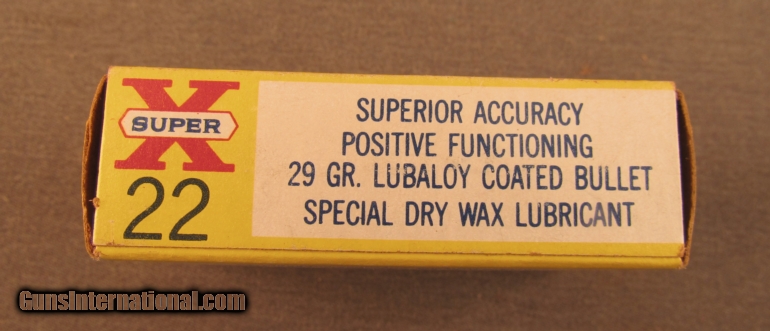 X
SUPER
22
SUPERIOR ACCURACY
POSITIVE FUNCTIONING
29 GR. LUBALOY COATED BULLET
SPECIAL DRY WAX LUBRICANT
GunsInternational.com